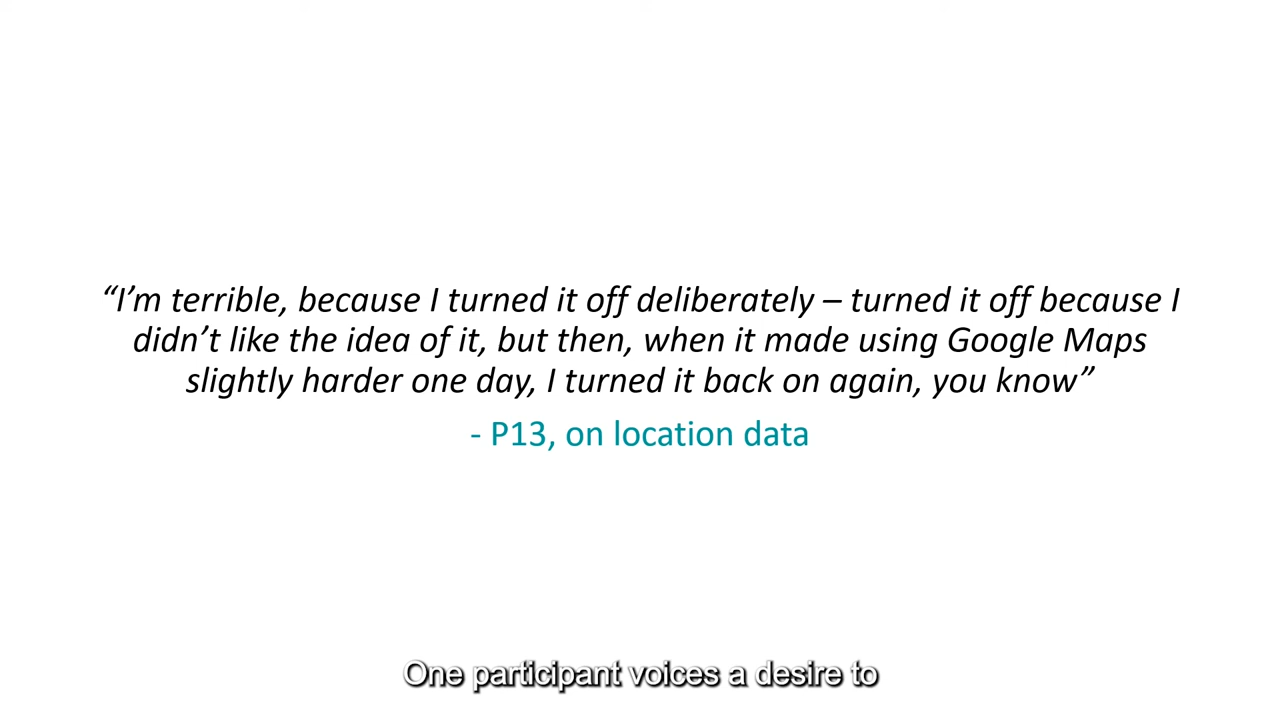 “I’m terrible, because I turned it off deliberately – turned it off because I
didn’t like the idea of it, but then, when it made using Google Maps
slightly harder one day, I turned it back on again, you know”
- P13, on location data
One participant voices a desire to